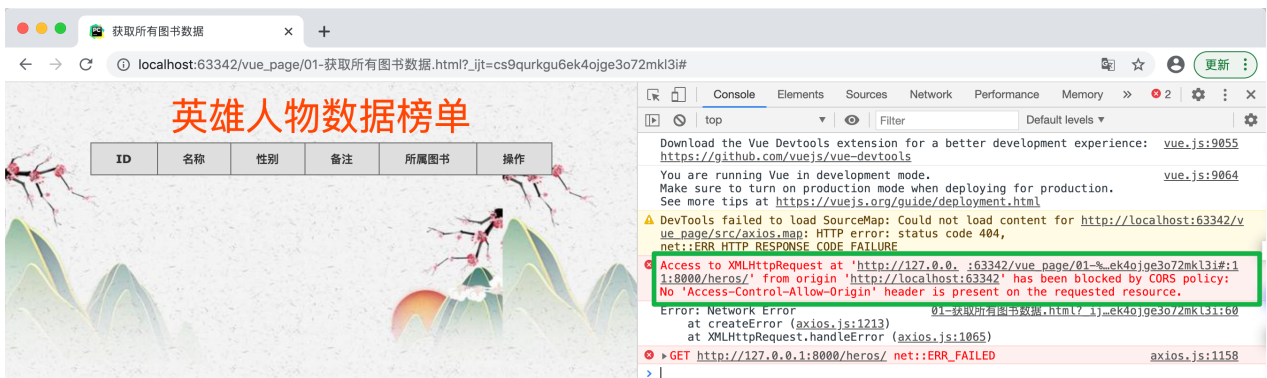 获取所有图书数据
localhost:63342/vue_page/01-获取所有图书数据.html?_ijt=cs9qurkgu6ek4ojge3o72mkl3i#
更新
英雄人物数据榜单
ID 名称 性别 备注 所属图书 操作
Console Elements Sources Network Performance Memory » 2
top Filter Default levels ▼
Download the Vue Devtools extension for a better development experience: vue.js:9055
https://github.com/vuejs/vue-devtools
You are running Vue in development mode. vue.js:9064
Make sure to turn on production mode when deploying for production.
See more tips at https://vuejs.org/guide/deployment.html
DevTools failed to load SourceMap: Could not load content for http://localhost:63342/v
ue_page/src/axios.map: HTTP error: status code 404,
net::ERR_HTTP_RESPONSE_CODE_FAILURE
Access to XMLHttpRequest at 'http://127.0.0. :63342/vue_page/01-%…ek4ojge3o72mkl3i#:1
1:8000/heros/' from origin 'http://localhost:63342' has been blocked by CORS policy:
No 'Access-Control-Allow-Origin' header is present on the requested resource.
Error: Network Error 01-获取所有图书数据.html?_ij…ek4ojge3o72mkl3i:60
at createError (axios.js:1213)
at XMLHttpRequest.handleError (axios.js:1065)
GET http://127.0.0.1:8000/heros/ net::ERR_FAILED axios.js:1158